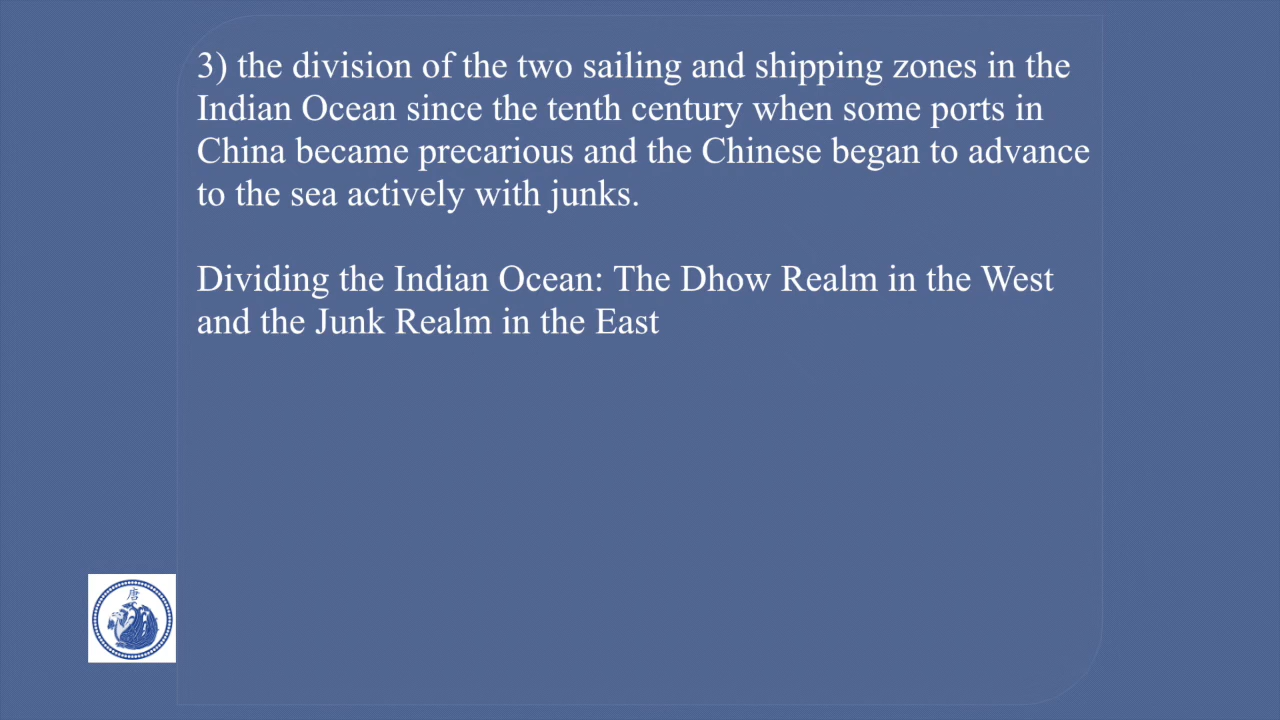 3) the division of the two sailing and shipping zones in the
Indian Ocean since the tenth century when some ports in
China became precarious and the Chinese began to advance
to the sea actively with junks.
Dividing the Indian Ocean: The Dhow Realm in the West
and the Junk Realm in the East
唐